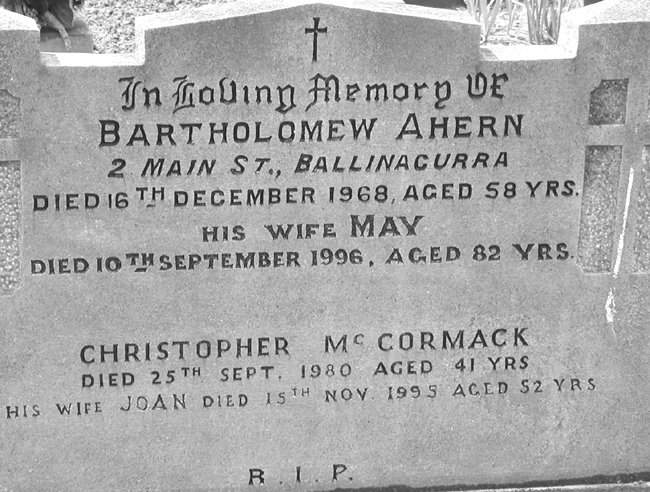 In Loving Memory Of
BARTHOLOMEW AHERN
2 MAIN ST., BALLINACURRA
DIED 16TH DECEMBER 1968, AGED 58 YRS.
HIS WIFE MAY
DIED 10TH SEPTEMBER 1996, AGED 82 YRS.
CHRISTOPHER Mc CORMACK
DIED 25TH SEPT. 1980 AGED 41 YRS
HIS WIFE JOAN DIED 15TH NOV. 1995 AGED 52 YRS
R.I.P.